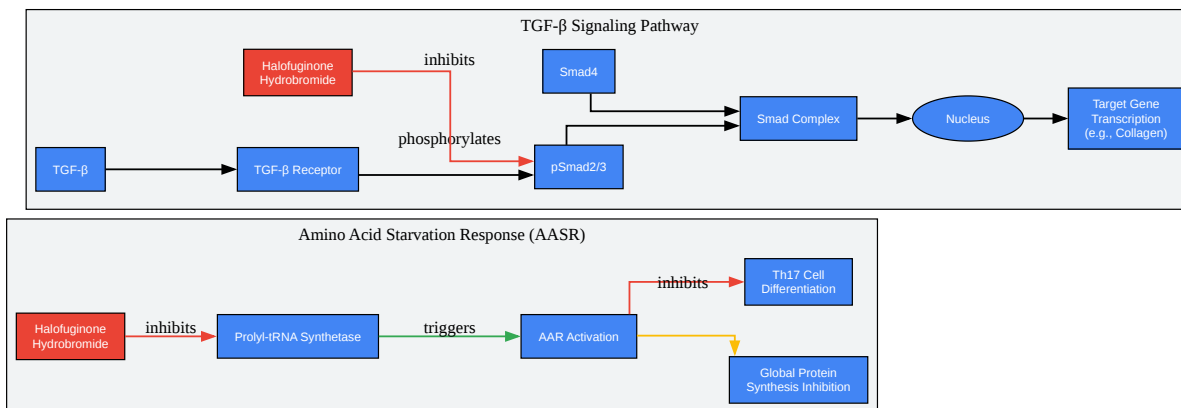 TGF-β Signaling Pathway
Halofuginone
Hydrobromide
inhibits
Smad4
Smad Complex
Nucleus
Target Gene
Transcription
(e.g., Collagen)
phosphorylates
TGF-β
TGF-β Receptor
pSmad2/3
Amino Acid Starvation Response (AASR)
Halofuginone
Hydrobromide
inhibits
Prolyl-tRNA Synthetase
triggers
AAR Activation
inhibits
Th17 Cell
Differentiation
Global Protein
Synthesis Inhibition